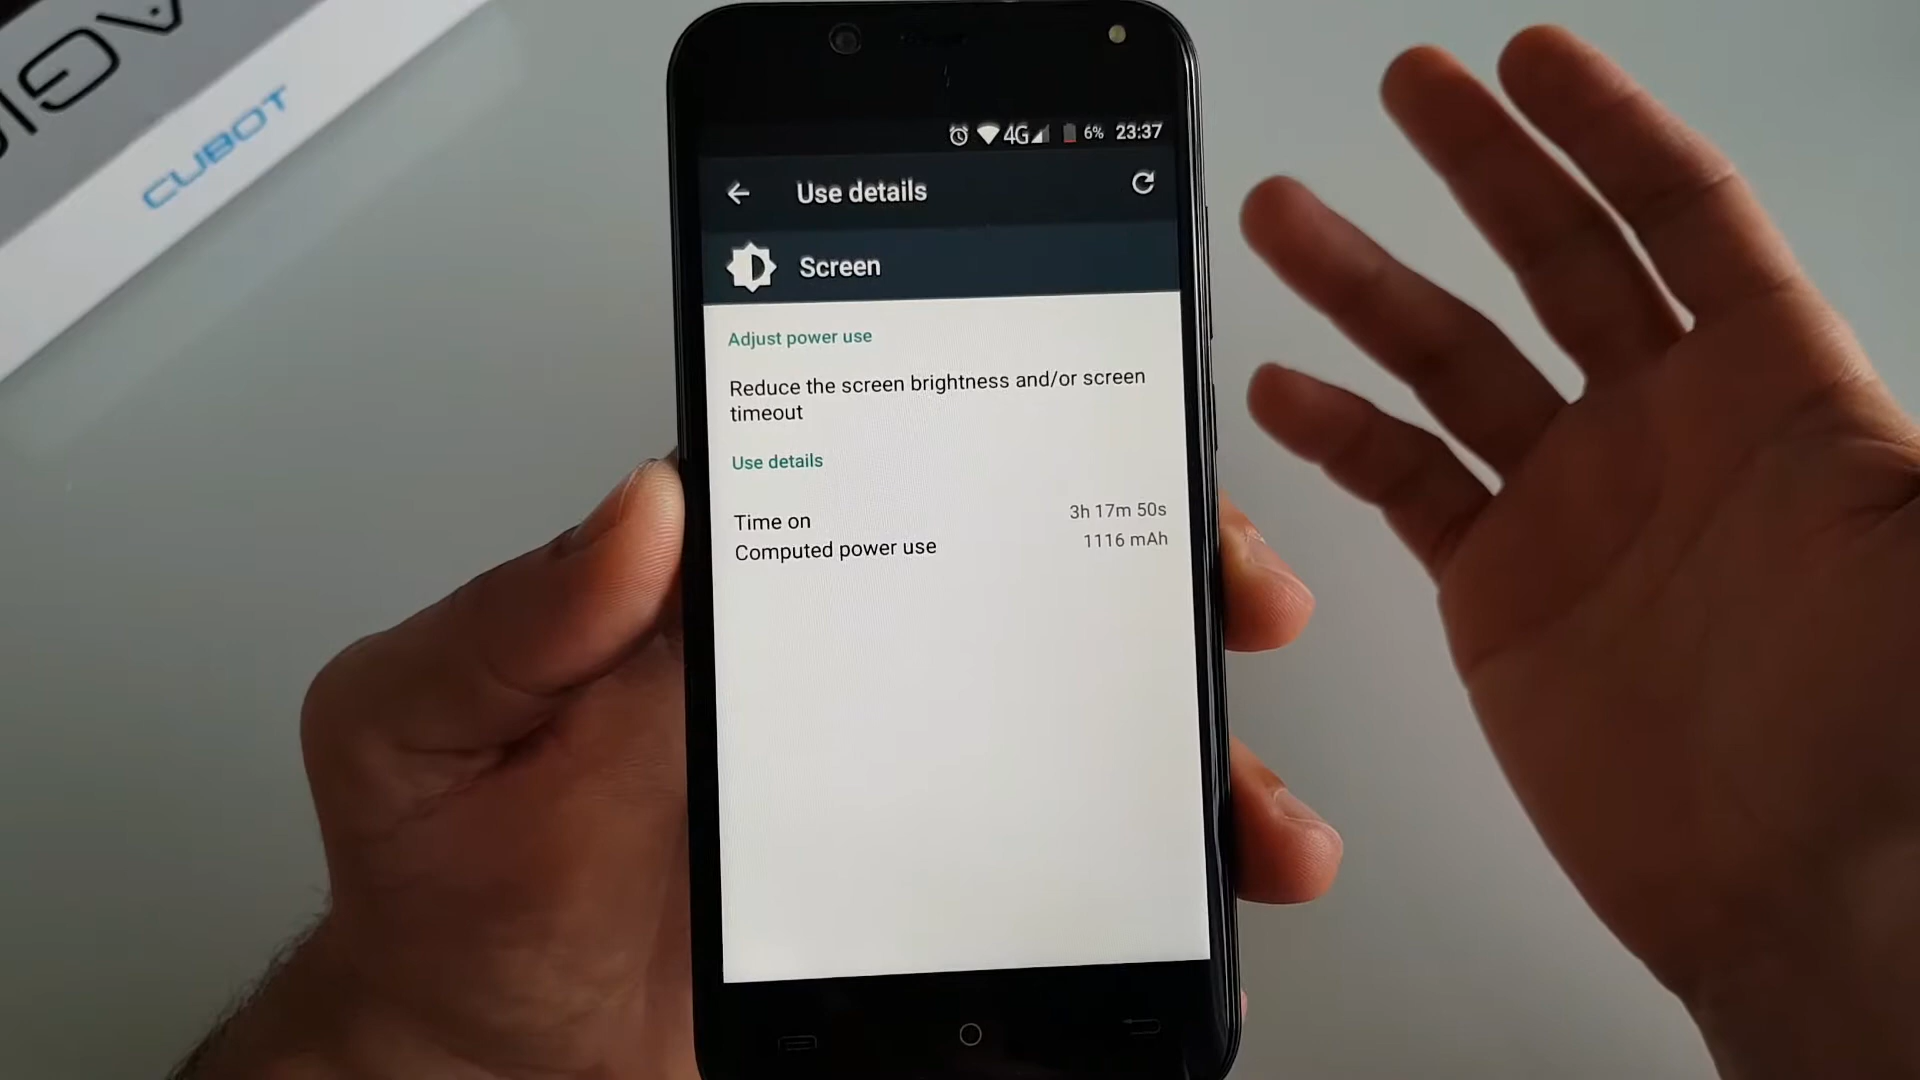 CUBOT
4G 6% 23:37
Use details
Screen
Adjust power use
Reduce the screen brightness and/or screen
timeout
Use details
Time on 3h 17m 50s
Computed power use 1116 mAh